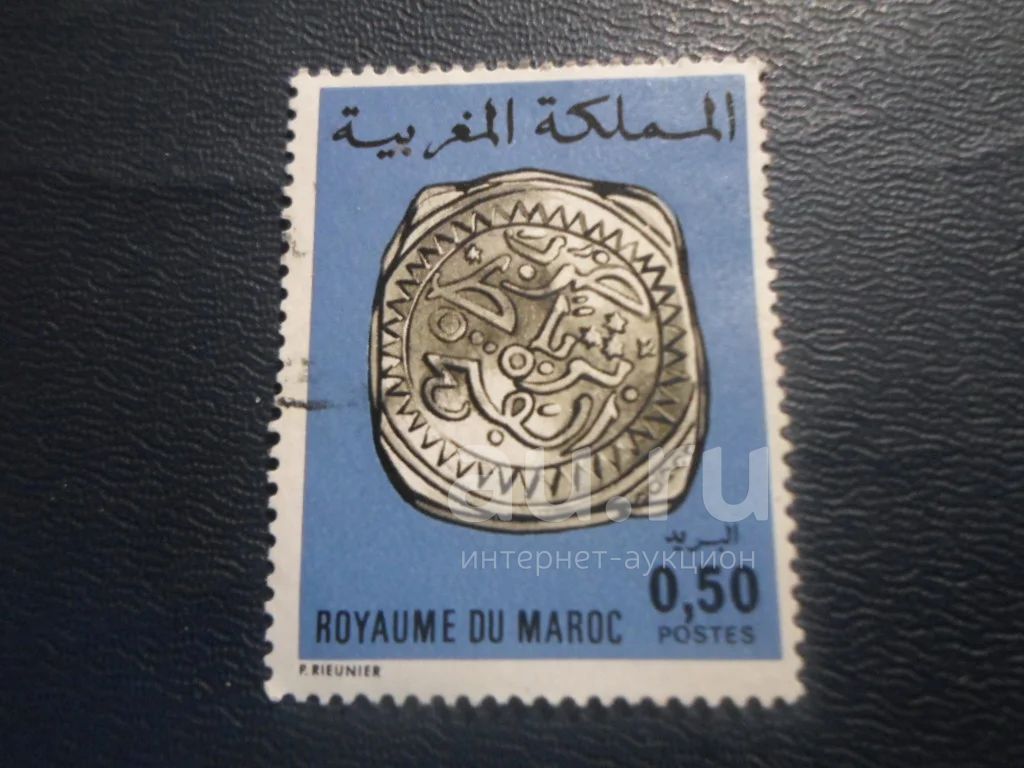 المملكة المغربية
au.ru
интернет-аукцион
البريد
0,50
ROYAUME DU MAROC
POSTES
P. RIEUNIER